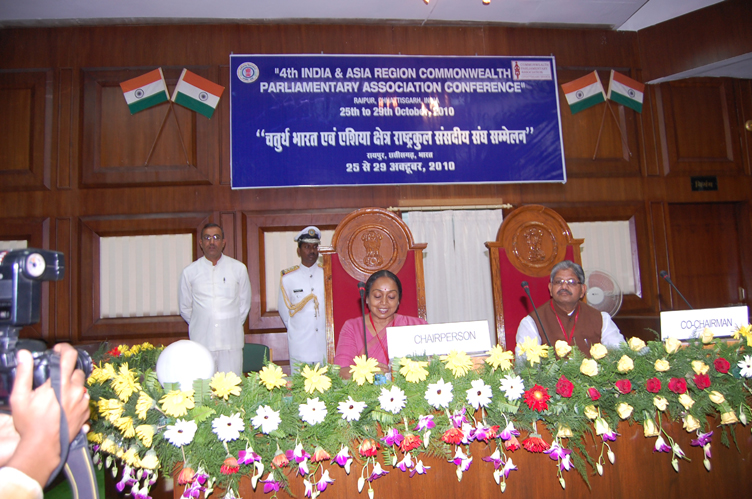 "4th INDIA & ASIA REGION COMMONWEALTH
PARLIAMENTARY ASSOCIATION CONFERENCE"
RAIPUR, CHHATTISGARH, INDIA
25th to 29th October, 2010
"चतुर्थ भारत एवं एशिया क्षेत्र राष्ट्रकुल संसदीय संघ सम्मेलन"
रायपुर, छत्तीसगढ़, भारत
25 से 29 अक्टूबर, 2010
CHAIRPERSON
CO-CHAIRMAN